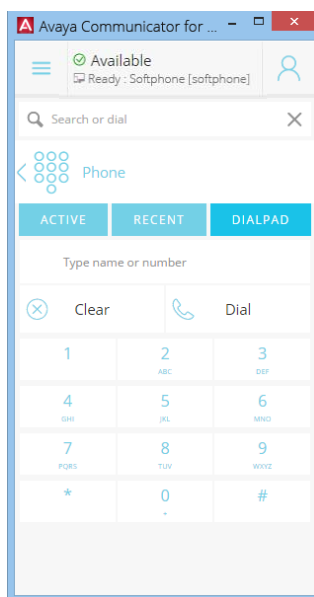 Avaya Communicator for ...
Available
Ready : Softphone [softphone]
Search or dial
Phone
ACTIVE RECENT DIALPAD
Type name or number
Clear Dial
1 2 3
ABC DEF
4 5 6
GHI JKL MNO
7 8 9
PQRS TUV WXYZ
* 0 #